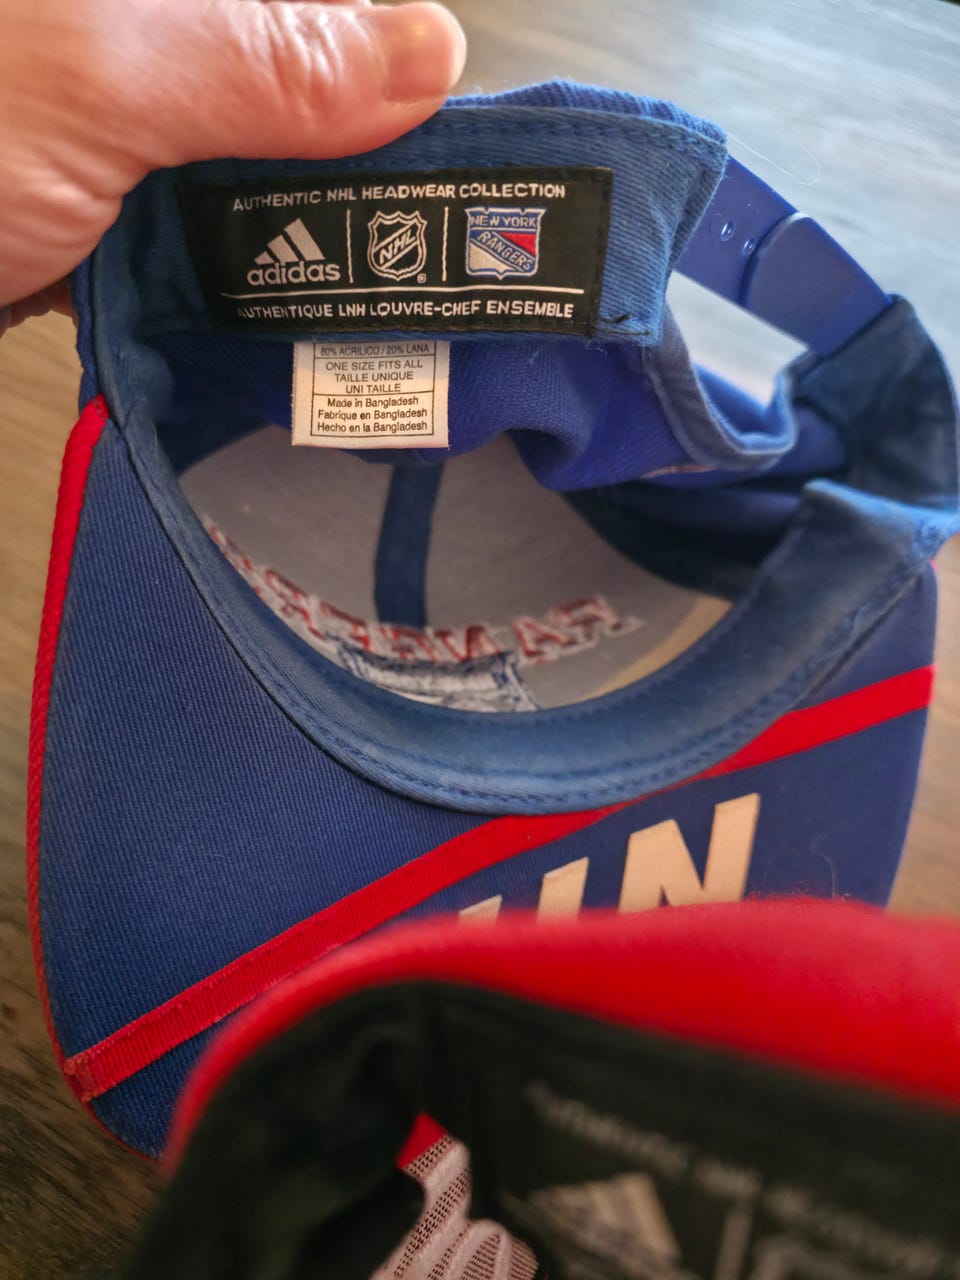 AUTHENTIC NHL HEADWEAR COLLECTION
adidas
NHL
NEW YORK
RANGERS
AUTHENTIQUE LNH LOUVRE-CHEF ENSEMBLE
80% ACRILICO / 20% LANA
ONE SIZE FITS ALL
TAILLE UNIQUE
UNI TAILLE
Made in Bangladesh
Fabrique en Bangladesh
Hecho en la Bangladesh